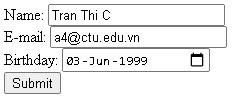 Name: Tran Thi C
E-mail: a4@ctu.edu.vn
Birthday: 03-Jun-1999
Submit